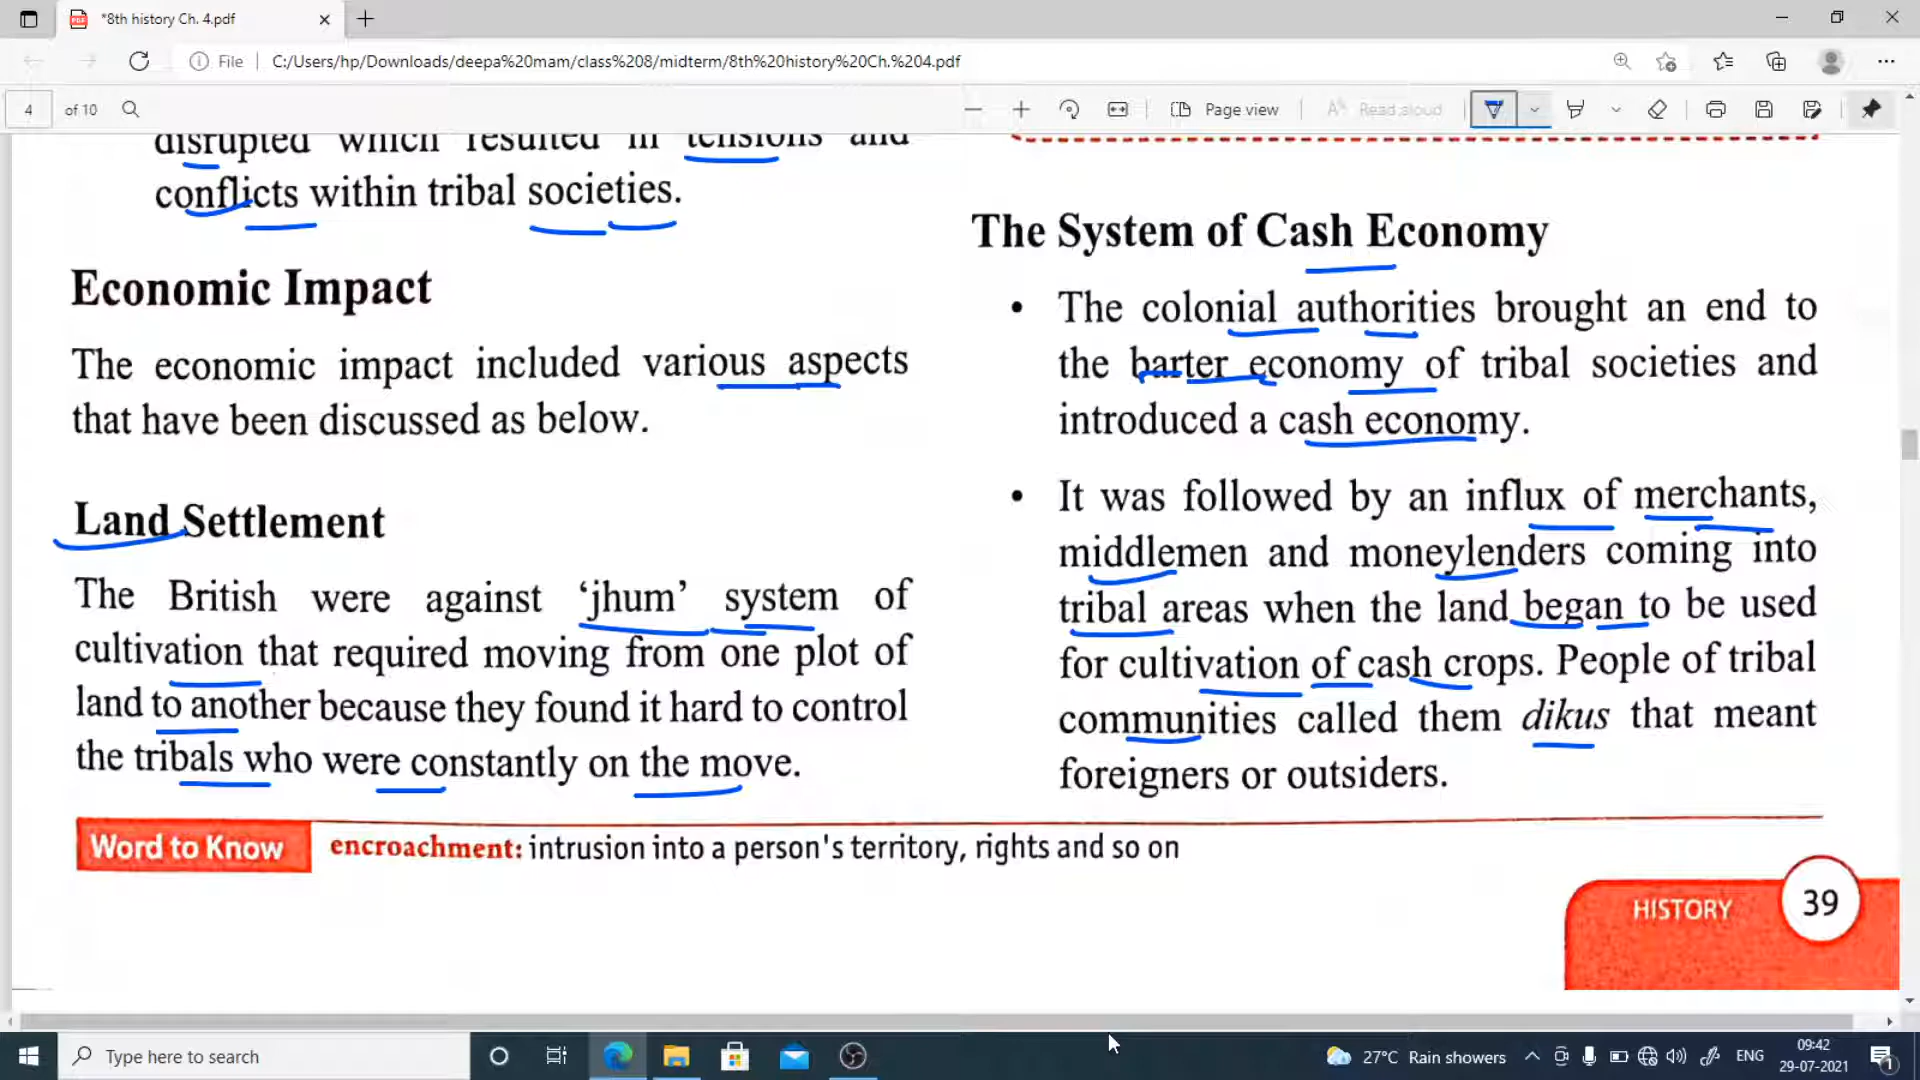 *8th history Ch. 4.pdf
File
C:/Users/hp/Downloads/deepa%20mam/class%208/midterm/8th%20history%20Ch.%204.pdf
4 of 10
Page view
Read aloud
disrupted which resulted in tensions and
conflicts within tribal societies.
Economic Impact
The economic impact included various aspects
that have been discussed as below.
Land Settlement
The British were against ‘jhum’ system of
cultivation that required moving from one plot of
land to another because they found it hard to control
the tribals who were constantly on the move.
The System of Cash Economy
• The colonial authorities brought an end to
the barter economy of tribal societies and
introduced a cash economy.
• It was followed by an influx of merchants,
middlemen and moneylenders coming into
tribal areas when the land began to be used
for cultivation of cash crops. People of tribal
communities called them dikus that meant
foreigners or outsiders.
Word to Know encroachment: intrusion into a person's territory, rights and so on
HISTORY 39
Type here to search
27°C Rain showers
ENG
09:42
29-07-2021
1